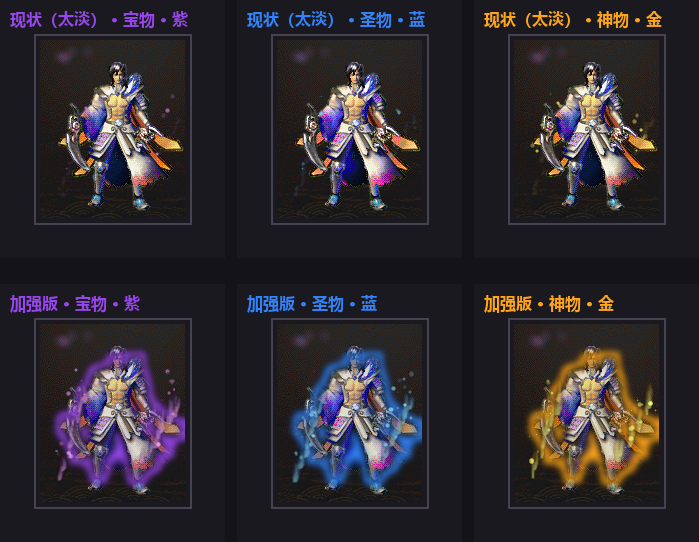 现状（太淡）・宝物・紫
现状（太淡）・圣物・蓝
现状（太淡）・神物・金
加强版・宝物・紫
加强版・圣物・蓝
加强版・神物・金